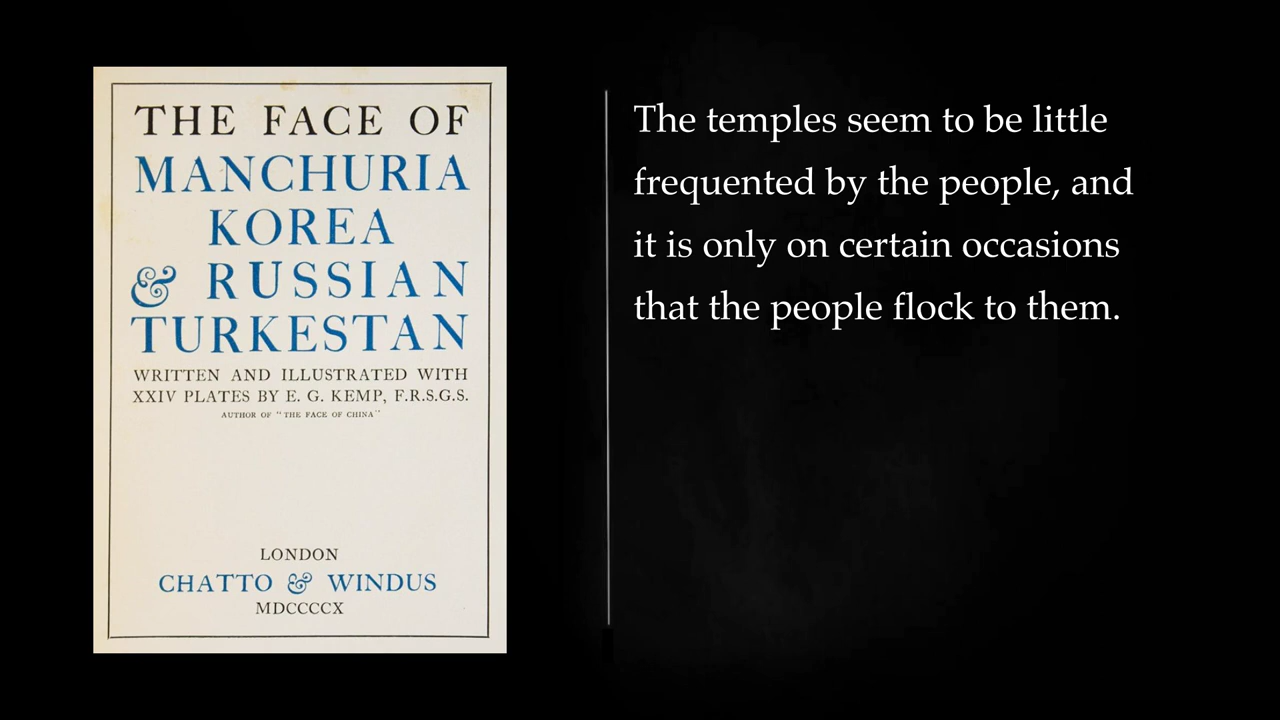 THE FACE OF
MANCHURIA
KOREA
& RUSSIAN
TURKESTAN
WRITTEN AND ILLUSTRATED WITH
XXIV PLATES BY E. G. KEMP, F.R.S.G.S.
AUTHOR OF "THE FACE OF CHINA"
LONDON
CHATTO & WINDUS
MDCCCCX
The temples seem to be little
frequented by the people, and
it is only on certain occasions
that the people flock to them.